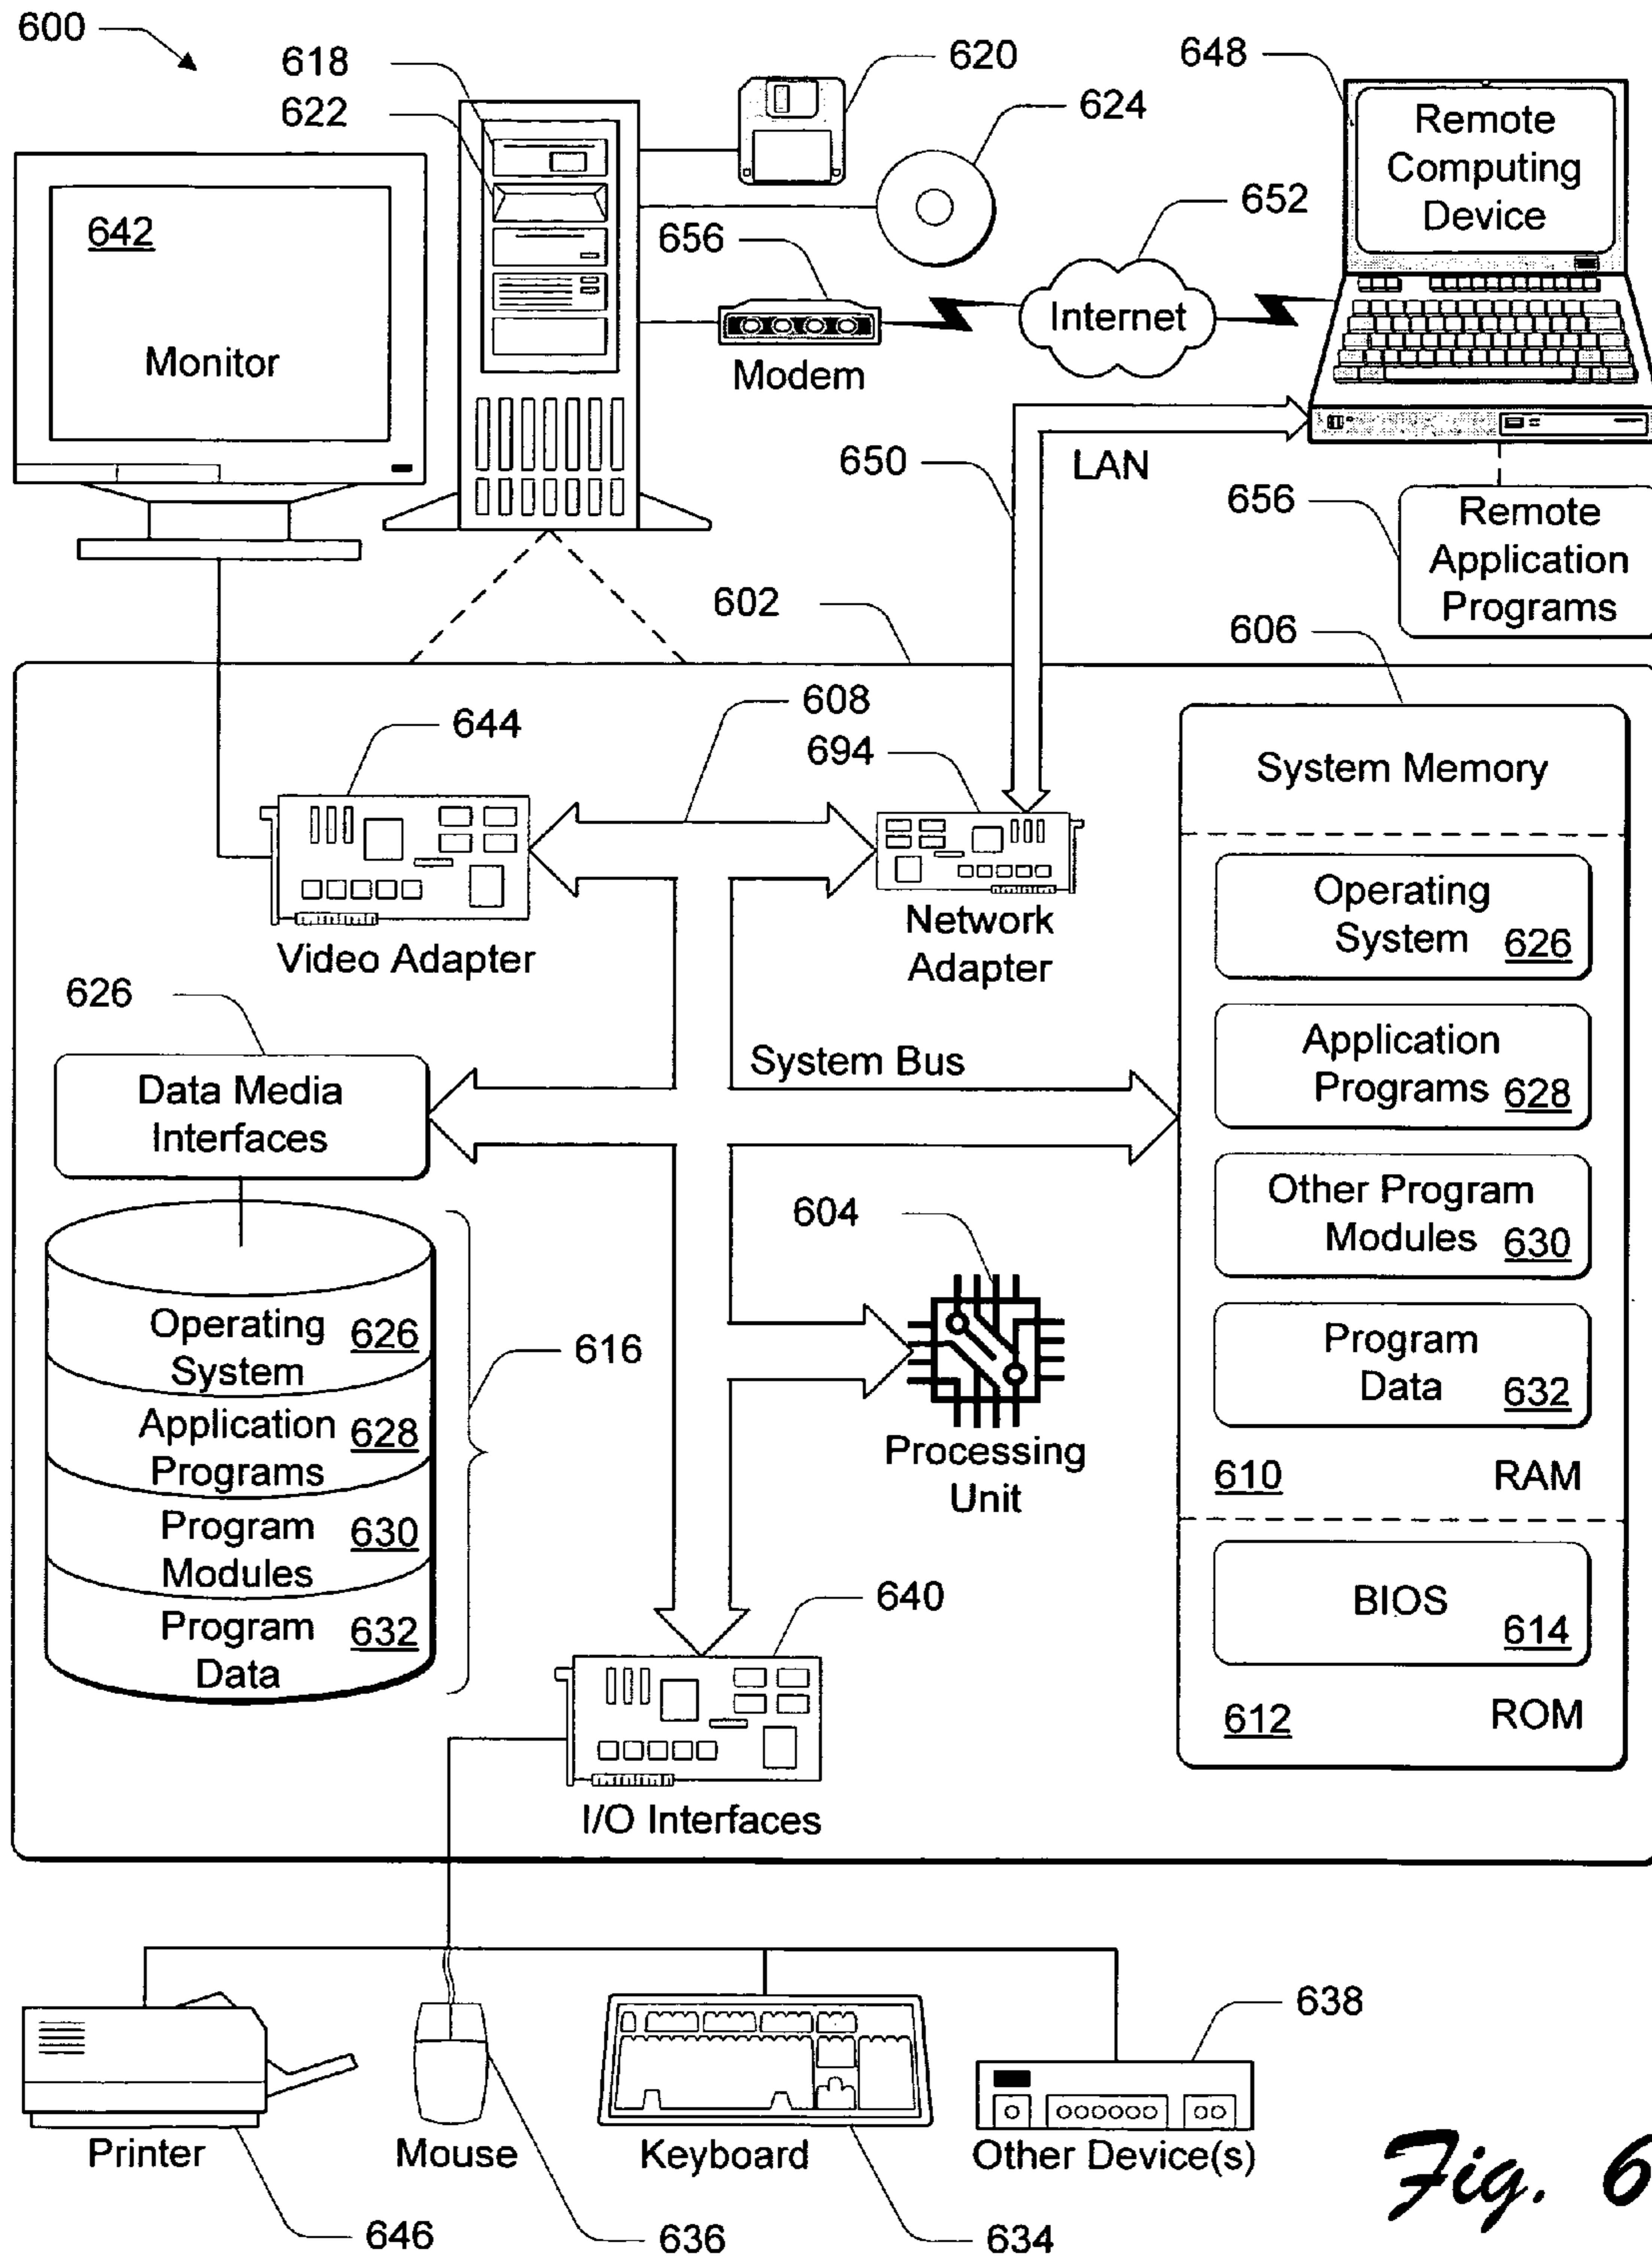 600
618
622
620
624
648
Remote
Computing
Device
642
Monitor
656
652
Internet
Modem
650
LAN
656
Remote
Application
Programs
602
606
608
644
694
System Memory
Video Adapter
Network
Adapter
Operating
System 626
626
Data Media
Interfaces
System Bus
Application
Programs 628
604
Other Program
Modules 630
Operating
System 626
616
Program
Data 632
Application
Programs 628
Processing
Unit
610 RAM
Program
Modules 630
Program
Data 632
640
BIOS
614
612 ROM
I/O Interfaces
638
Printer
Mouse
Keyboard
Other Device(s)
646
636
634
Fig. 6